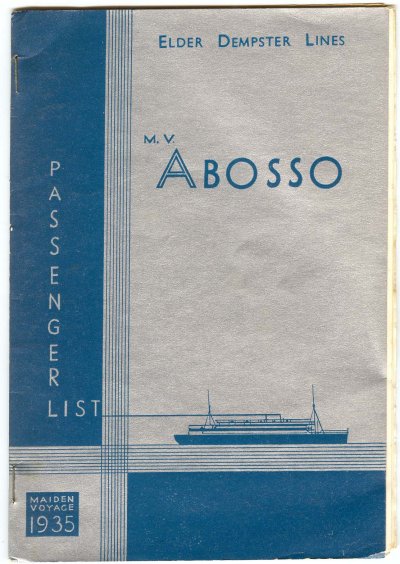 ELDER DEMPSTER LINES
M.V.
ABOSSO
PASSENGER
LIST
MAIDEN
VOYAGE
1935